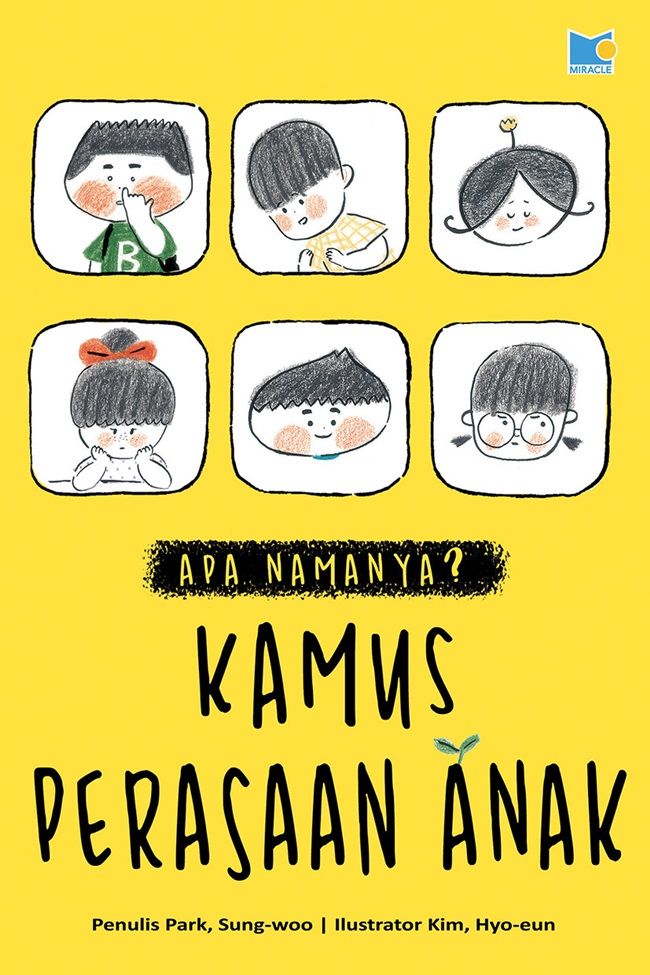 MIRACLE
B
APA NAMANYA?
KAMUS
PERASAAN ANAK
Penulis Park, Sung-woo | Ilustrator Kim, Hyo-eun